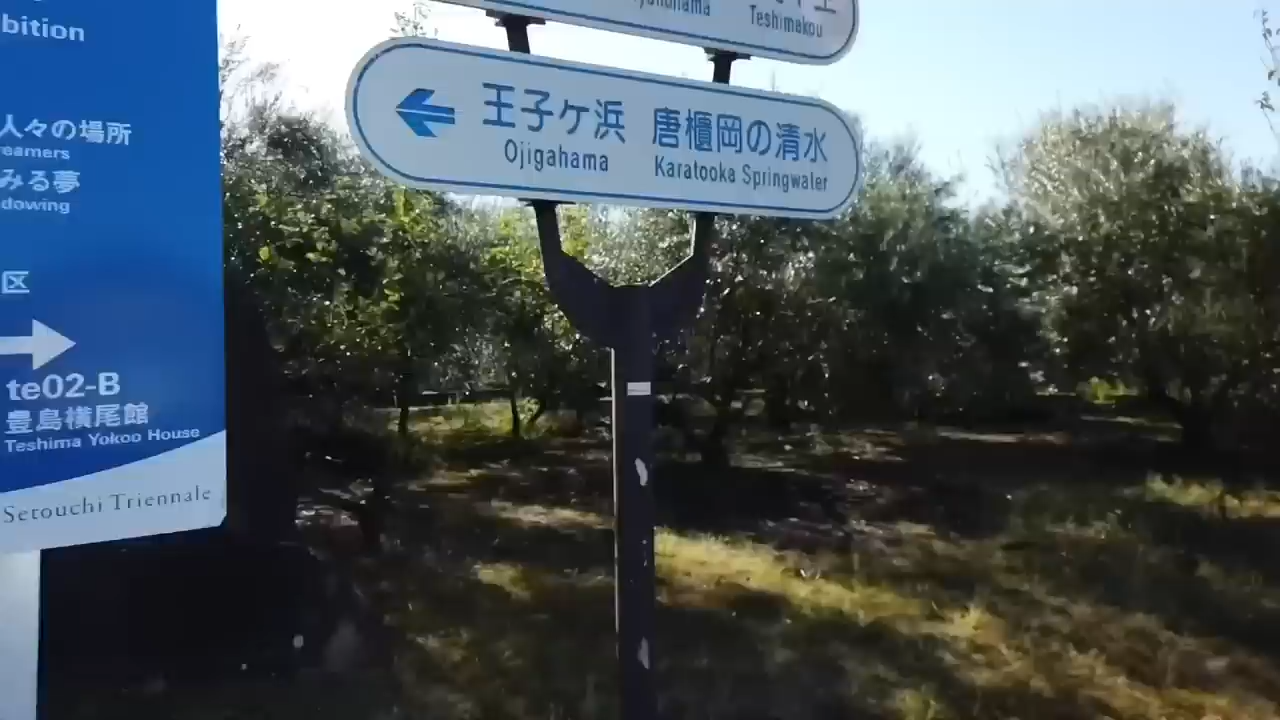 bition
人々の場所
reamers
みる夢
dowing
区
te02-B
豊島横尾館
Teshima Yokoo House
Setouchi Triennale
Teshimakou
王子ケ浜 唐櫃岡の清水
Ojigahama Karatooka Springwater